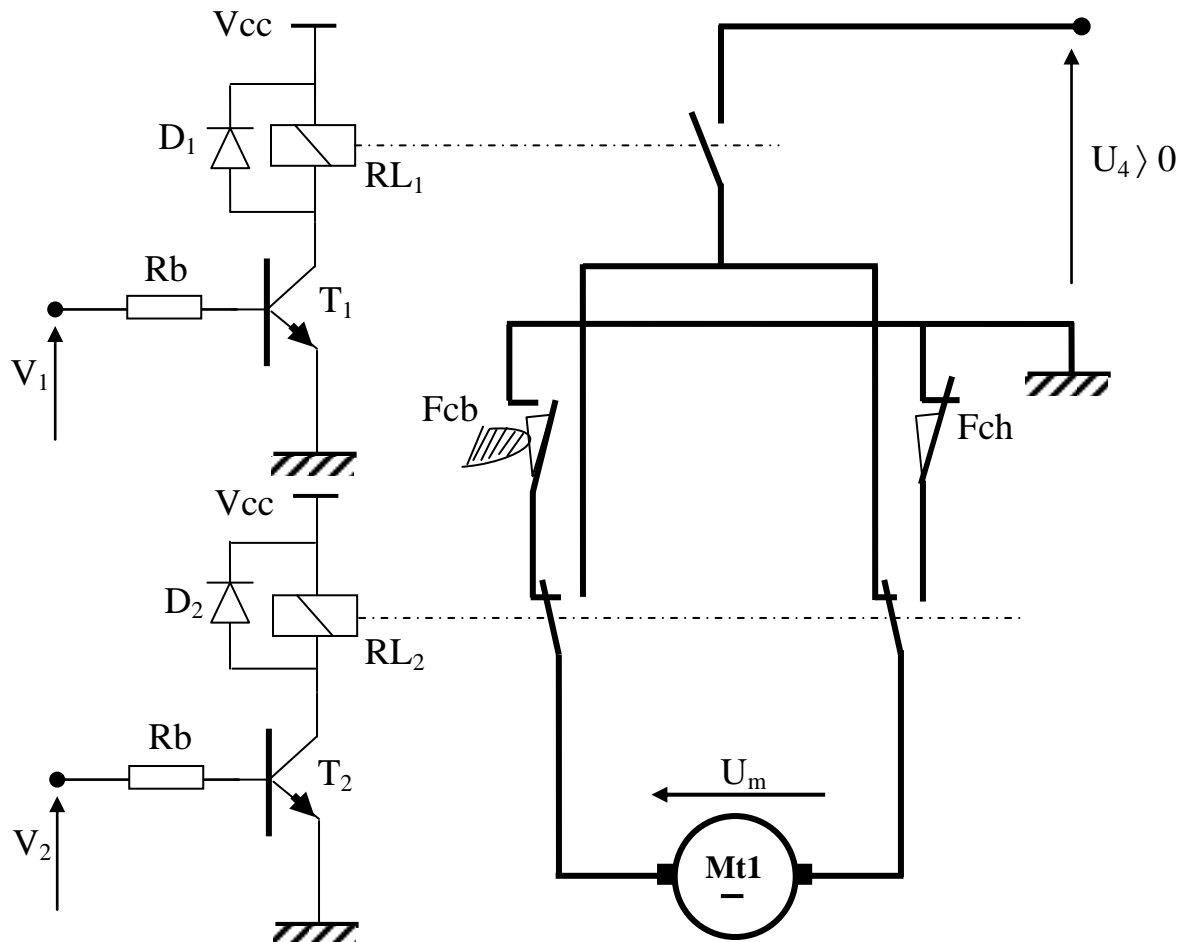 Vcc
D₁
RL₁
U₄ ⟩ 0
Rb
T₁
V₁
Fcb
Fch
Vcc
D₂
RL₂
Rb
T₂
V₂
Uₘ
Mt1